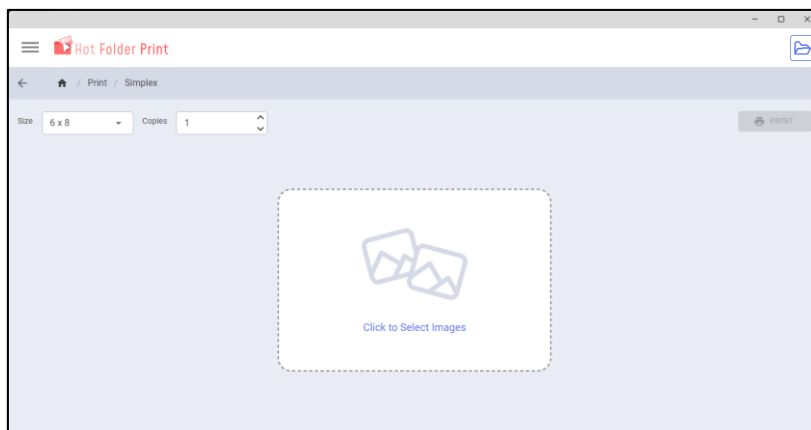 Hot Folder Print
/ Print / Simplex
Size 6 x 8 Copies 1 PRINT
Click to Select Images